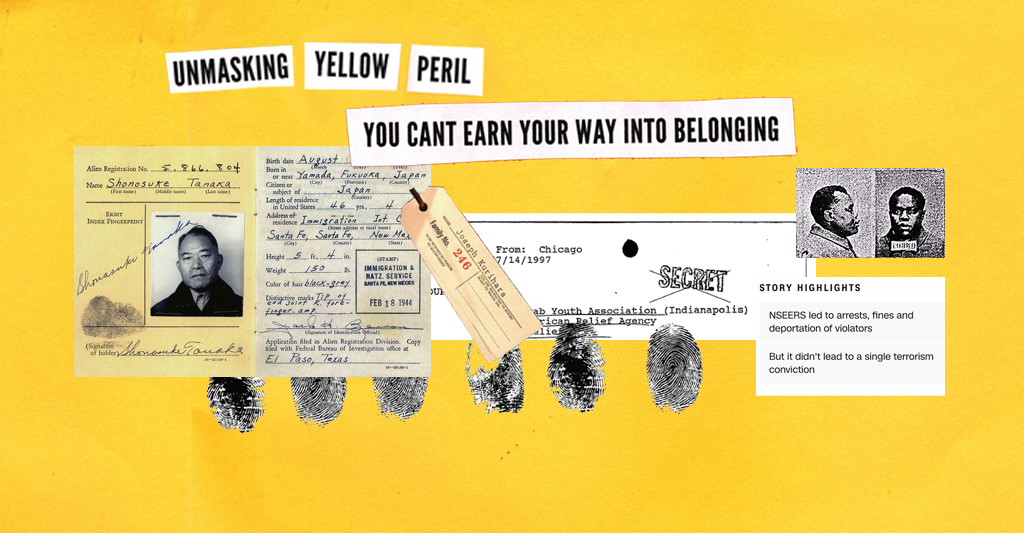 UNMASKING YELLOW PERIL
YOU CANT EARN YOUR WAY INTO BELONGING
Alien Registration No. 5,866,804
Name Shonosuke Tanaka
(First name) (Middle name) (Last name)
RIGHT
INDEX FINGERPRINT
Shonosuke Tanaka
(Signature
of holder) Shonosuke Tanaka
Birth date August
(Month
Born in
or near Yamada, Fukuoka, Japan
(City) (Province) (Country)
Citizen or
subject of Japan
(Country)
Length of residence
in United States 46 yrs., 4
Address of
residence Immigration Int. C
(Street address or rural route)
Santa Fe, Santa Fe, New Mex
(City) (County) (State)
Height 5 ft., 4 in.
Weight 150 lb.
Color of hair black-grey
Distinctive marks Tip of
end joint R. fore-
finger amp.
(STAMP)
IMMIGRATION &
NATZ. SERVICE
SANTA FE, NEW MEXICO
FEB 18 1944
(Signature of Identification Official)
Application filed in Alien Registration Division. Copy
filed with Federal Bureau of Investigation office at
El Paso, Texas
Family No.
246
Joseph Kurihara
From: Chicago
7/14/1997
SECRET
ab Youth Association (Indianapolis)
rican Relief Agency
STORY HIGHLIGHTS
NSEERS led to arrests, fines and
deportation of violators
But it didn't lead to a single terrorism
conviction